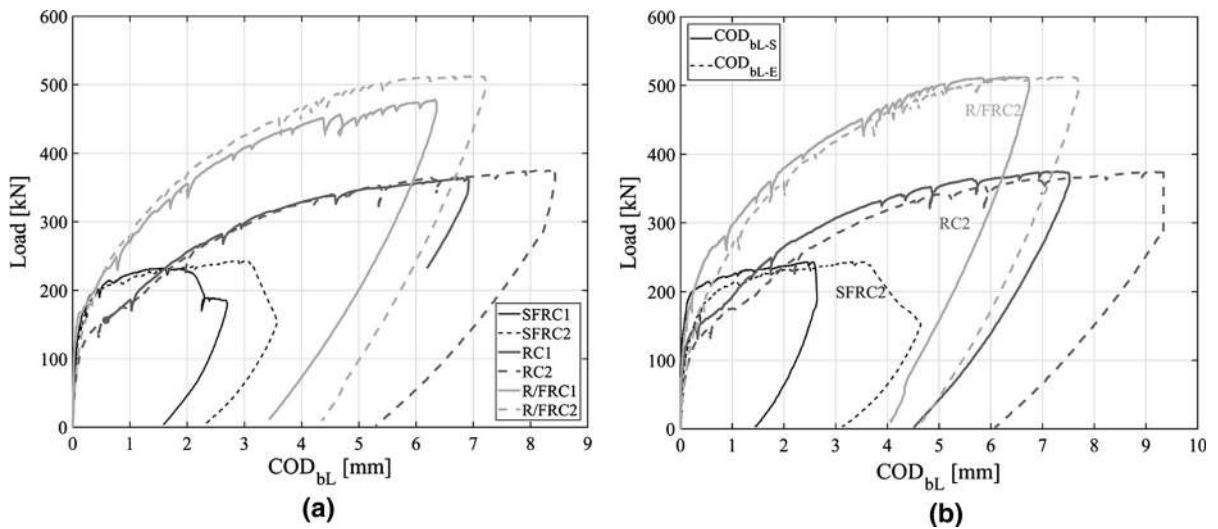 600
500
400
300
200
100
0
Load [kN]
0 1 2 3 4 5 6 7 8 9
COD_bL [mm]
SFRC1
SFRC2
RC1
RC2
R/FRC1
R/FRC2
(a)
600
500
400
300
200
100
0
Load [kN]
COD_bL-S
COD_bL-E
R/FRC2
RC2
SFRC2
0 1 2 3 4 5 6 7 8 9 10
COD_bL [mm]
(b)